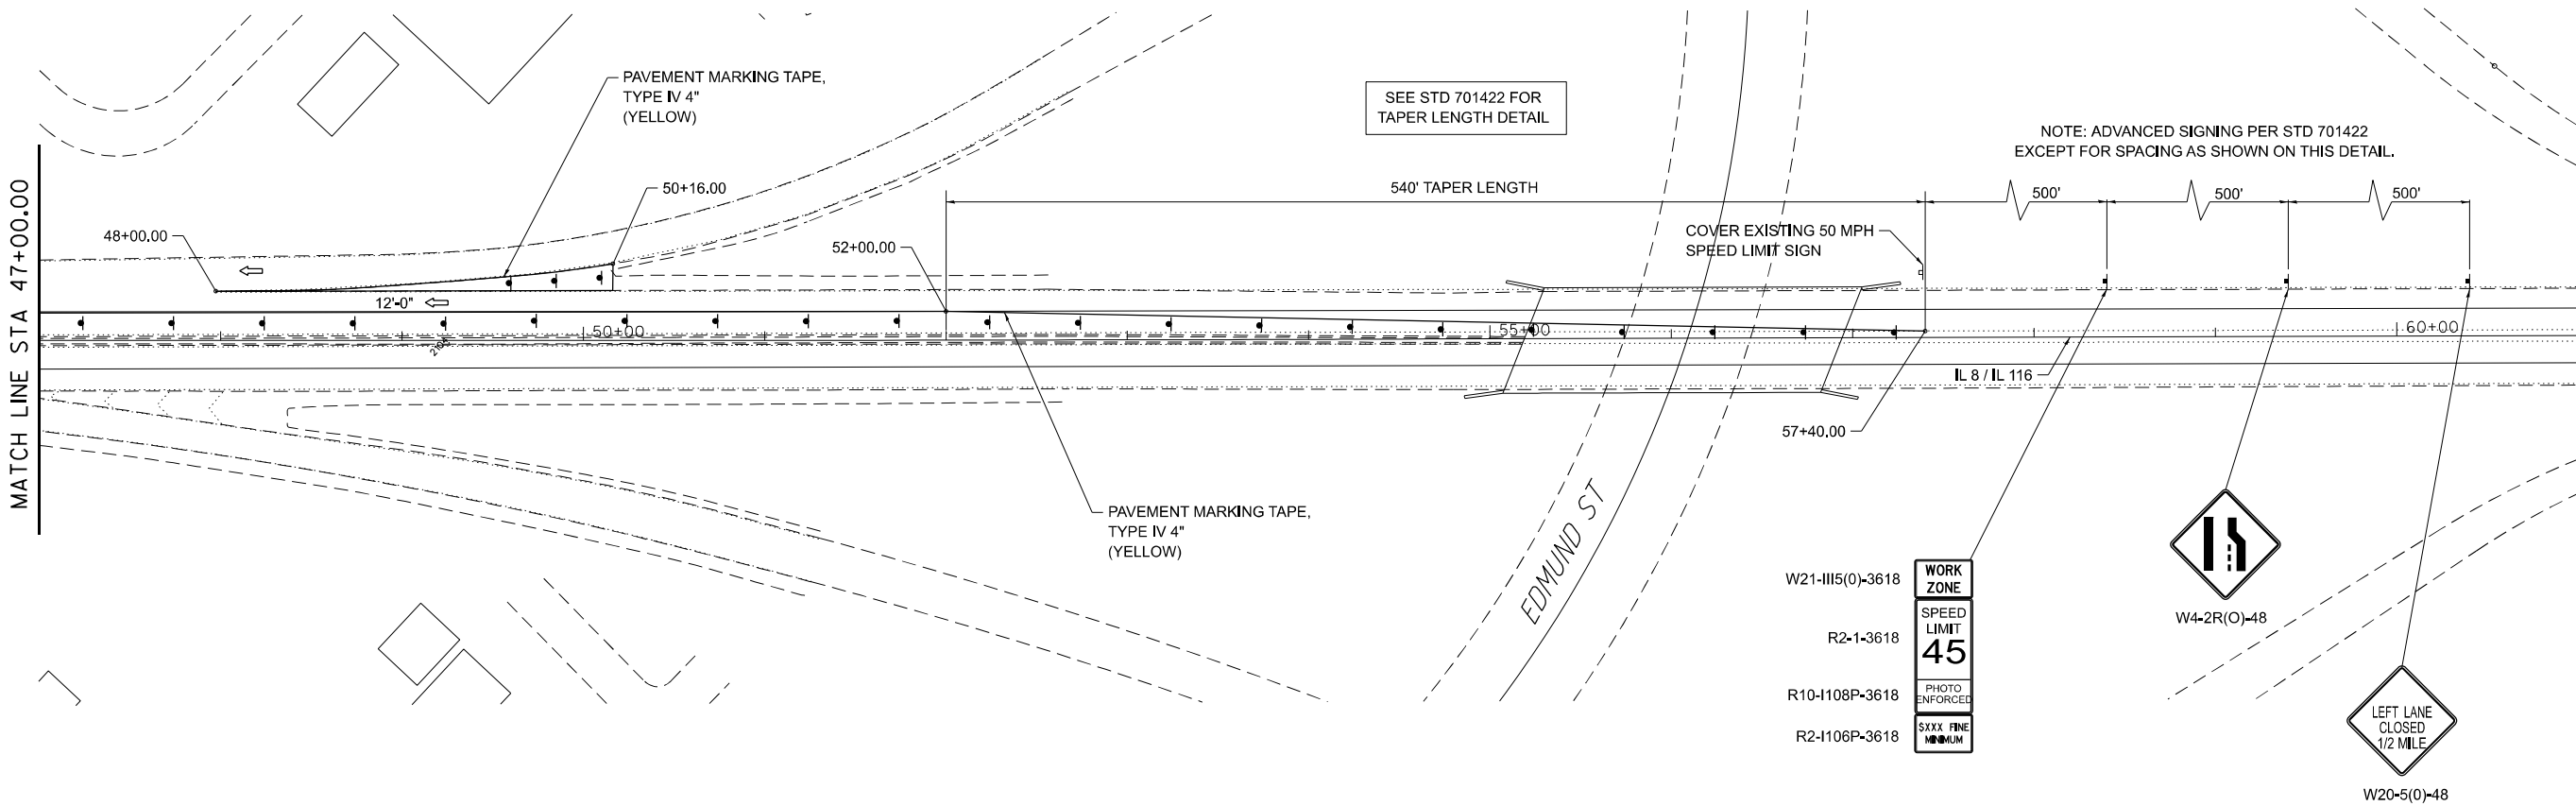 MATCH LINE STA 47+00.00
PAVEMENT MARKING TAPE,
TYPE IV 4"
(YELLOW)
50+16.00
48+00.00
12'-0"
52+00.00
SEE STD 701422 FOR
TAPER LENGTH DETAIL
540' TAPER LENGTH
COVER EXISTING 50 MPH
SPEED LIMIT SIGN
NOTE: ADVANCED SIGNING PER STD 701422
EXCEPT FOR SPACING AS SHOWN ON THIS DETAIL.
500'
500'
500'
50+00
55+00
60+00
IL 8 / IL 116
57+40.00
PAVEMENT MARKING TAPE,
TYPE IV 4"
(YELLOW)
EDMUND ST
W21-III5(0)-3618
WORK
ZONE
R2-1-3618
SPEED
LIMIT
45
R10-I108P-3618
PHOTO
ENFORCED
R2-I106P-3618
$XXX FINE
MINIMUM
W4-2R(O)-48
LEFT LANE
CLOSED
1/2 MILE
W20-5(0)-48